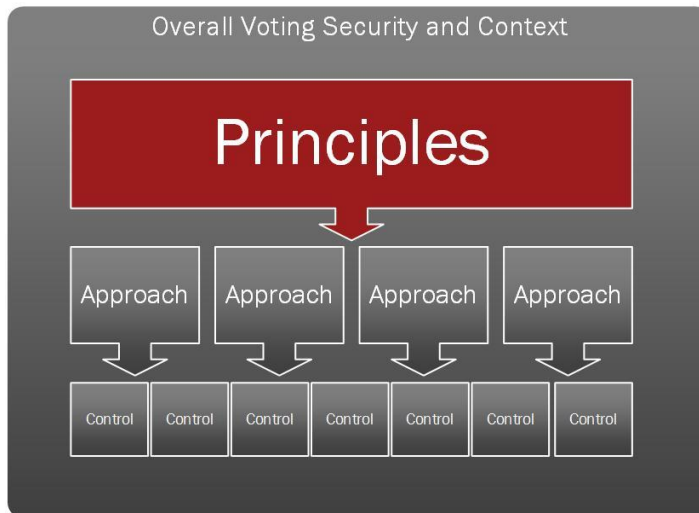 Overall Voting Security and Context
Principles
Approach Approach Approach Approach
Control Control Control Control Control Control Control